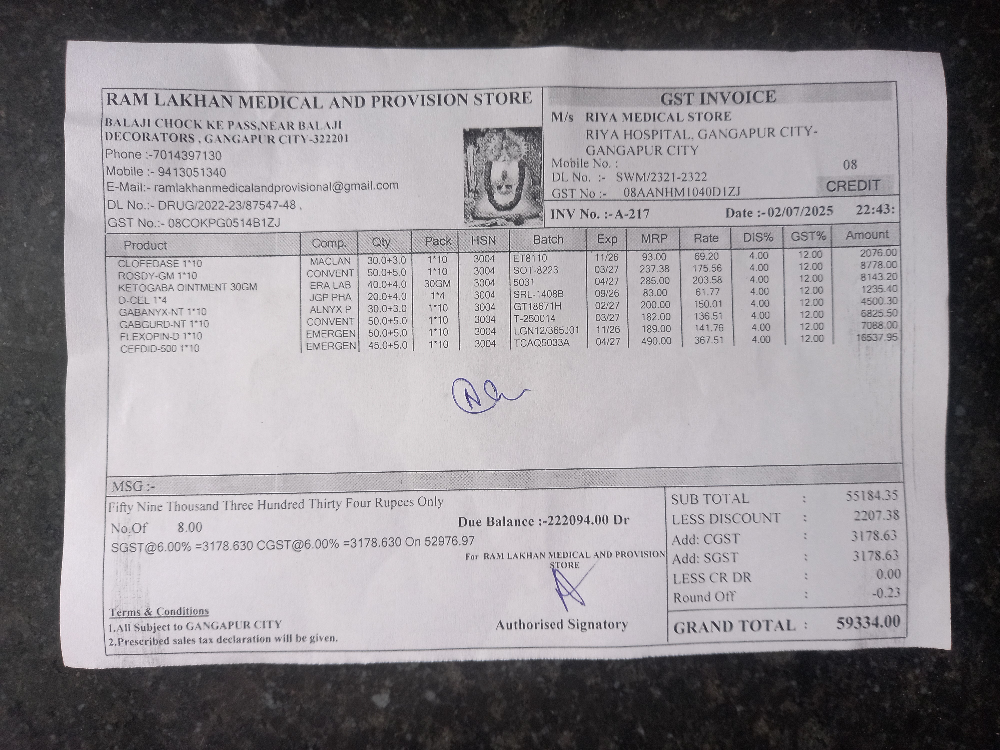 RAM LAKHAN MEDICAL AND PROVISION STORE
BALAJI CHOCK KE PASS,NEAR BALAJI
DECORATORS , GANGAPUR CITY-322201
Phone :-7014397130
Mobile :- 9413051340
E-Mail:- ramlakhanmedicalandprovisional@gmail.com
DL No.:- DRUG/2022-23/87547-48 ,
GST No.:- 08COKPG0514B1ZJ
GST INVOICE
M/s RIYA MEDICAL STORE
RIYA HOSPITAL, GANGAPUR CITY-
GANGAPUR CITY
Mobile No. :
08
DL No. :- SWM/2321-2322
CREDIT
GST No :- 08AANHM1040D1ZJ
INV No. :-A-217 Date :-02/07/2025 22:43:
Product Comp. Qty Pack HSN Batch Exp MRP Rate DIS% GST% Amount
CLOFEDASE 1*10 MACLAN 30.0+3.0 1*10 3004 ET8110 11/26 93.00 69.20 4.00 12.00 2076.00
ROSDY-GM 1*10 CONVENT 50.0+5.0 1*10 3004 SOT-8223 03/27 237.38 175.56 4.00 12.00 8778.00
KETOGABA OINTMENT 30GM ERA LAB 40.0+4.0 30GM 3004 5031 04/27 285.00 203.58 4.00 12.00 8143.20
D-CEL 1*4 JGP PHA 20.0+4.0 1*4 3004 SRL-1408B 09/26 83.00 61.77 4.00 12.00 1235.40
GABANYX-NT 1*10 ALNYX P 30.0+3.0 1*10 3004 GT18671H 02/27 200.00 150.01 4.00 12.00 4500.30
GABGURD-NT 1*10 CONVENT 50.0+5.0 1*10 3004 T-250014 03/27 182.00 136.51 4.00 12.00 6825.50
FLEXOPIN-D 1*10 EMERGEN 50.0+5.0 1*10 3004 11/26 189.00 141.76 4.00 12.00 7088.00
CEFDID-500 1*10 EMERGEN 45.0+5.0 1*10 3004 TCAQ5033A 04/27 490.00 367.51 4.00 12.00 16537.95
MSG :-
Fifty Nine Thousand Three Hundred Thirty Four Rupees Only
No.Of 8.00 Due Balance :-222094.00 Dr
SGST@6.00% =3178.630 CGST@6.00% =3178.630 On 52976.97
For RAM LAKHAN MEDICAL AND PROVISION
STORE
Authorised Signatory
Terms & Conditions
1.All Subject to GANGAPUR CITY
2.Prescribed sales tax declaration will be given.
SUB TOTAL : 55184.35
LESS DISCOUNT : 2207.38
Add: CGST : 3178.63
Add: SGST : 3178.63
LESS CR DR : 0.00
Round Off : -0.23
GRAND TOTAL : 59334.00